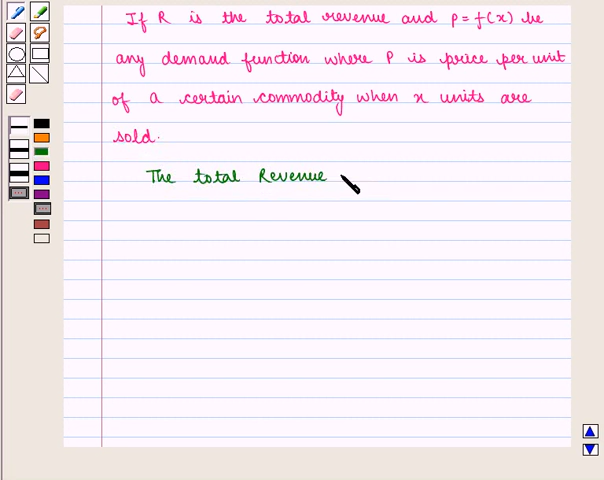 If R is the total revenue and p = f(x) be
any demand function where P is price per unit
of a certain commodity when x units are
sold.
The total Revenue